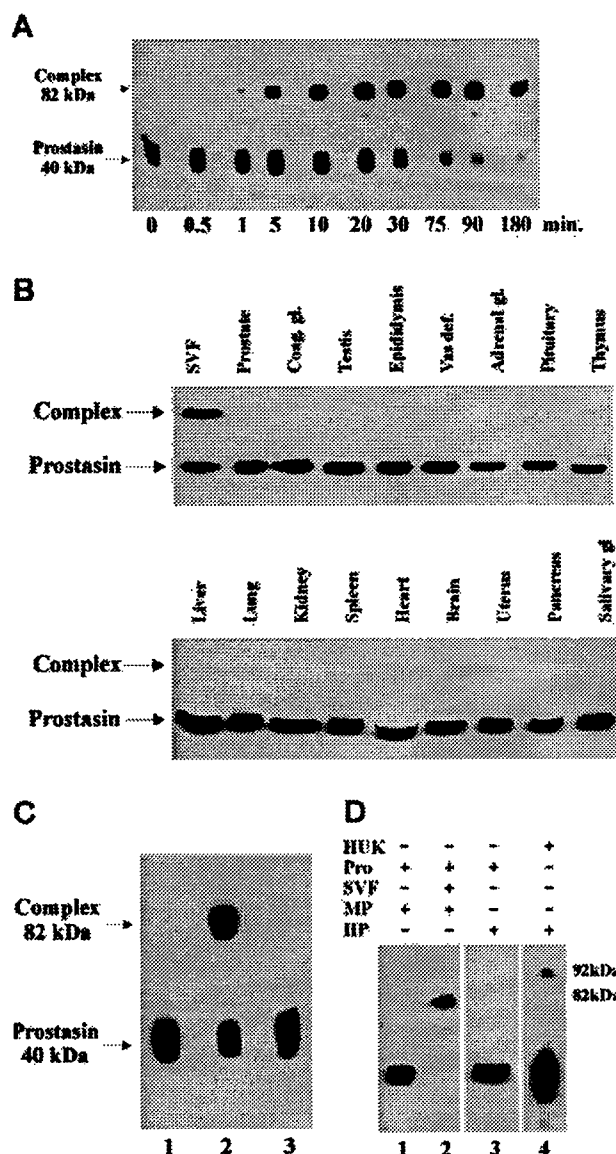 A
Complex
82 kDa
Prostasin
40 kDa
0 0.5 1 5 10 20 30 75 90 180 min.
B
SVF Prostate Coag. gl. Testis Epididymis Vas def. Adrenal gl. Pituitary Thymus
Complex
Prostasin
Liver Lung Kidney Spleen Heart Brain Uterus Pancreas Salivary gl
Complex
Prostasin
C
Complex
82 kDa
Prostasin
40 kDa
1 2 3
D
HUK - - - +
Pro + + + -
SVF - + - -
MP + + - -
HP - - + +
92kDa
82kDa
1 2 3 4